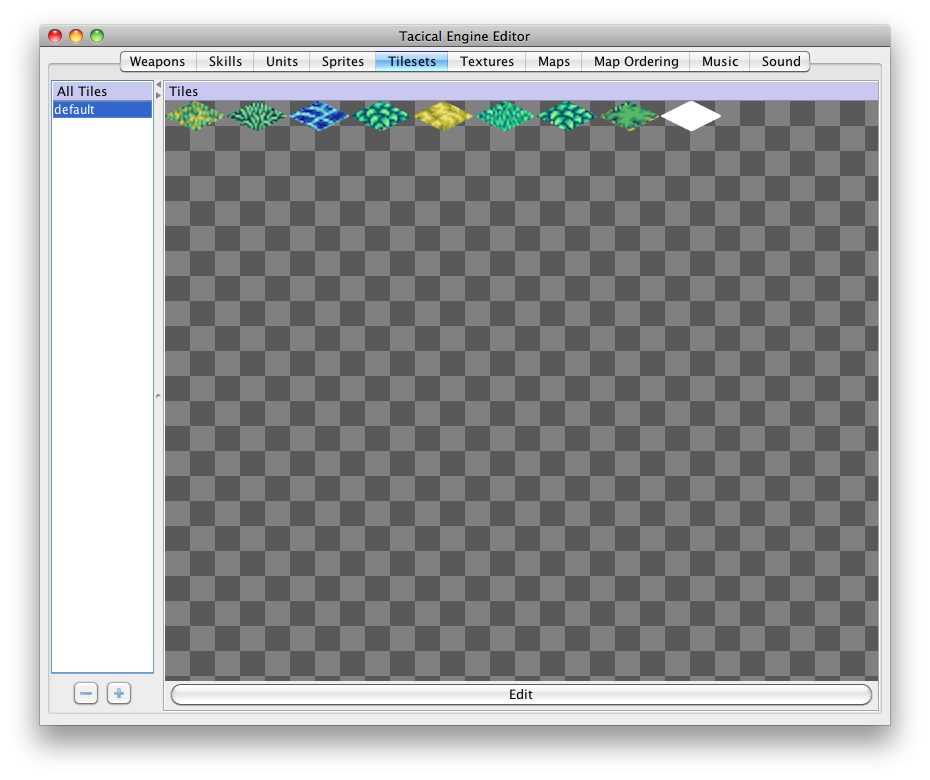 Tacical Engine Editor
Weapons Skills Units Sprites Tilesets Textures Maps Map Ordering Music Sound
All Tiles
default
Tiles
Edit